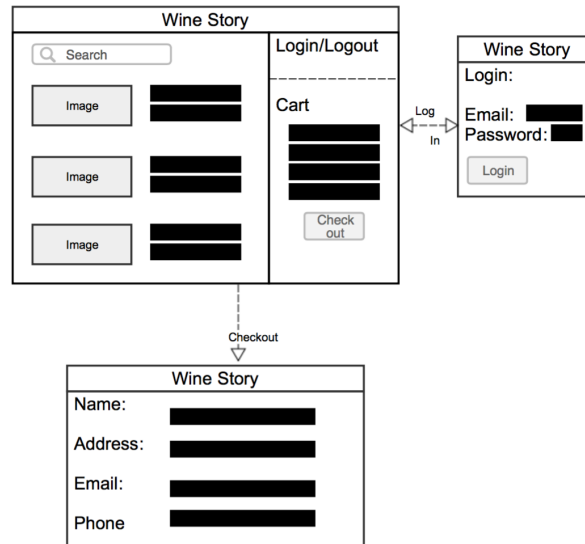 Wine Story
Search
Image
Image
Image
Login/Logout
Cart
Check
out
Log
In
Wine Story
Login:
Email:
Password:
Login
Checkout
Wine Story
Name:
Address:
Email:
Phone